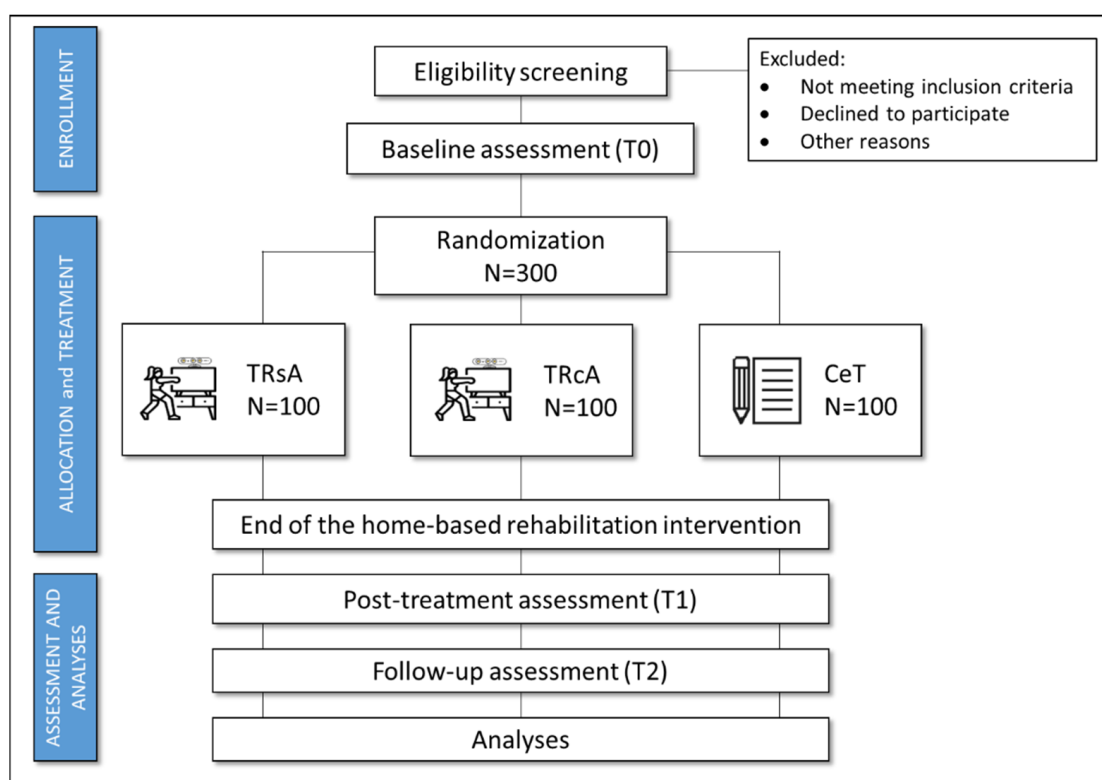 ENROLLMENT
Eligibility screening
Excluded:
• Not meeting inclusion criteria
• Declined to participate
• Other reasons
Baseline assessment (T0)
ALLOCATION and TREATMENT
Randomization
N=300
TRsA
N=100
TRcA
N=100
CeT
N=100
End of the home-based rehabilitation intervention
ASSESSMENT AND
ANALYSES
Post-treatment assessment (T1)
Follow-up assessment (T2)
Analyses